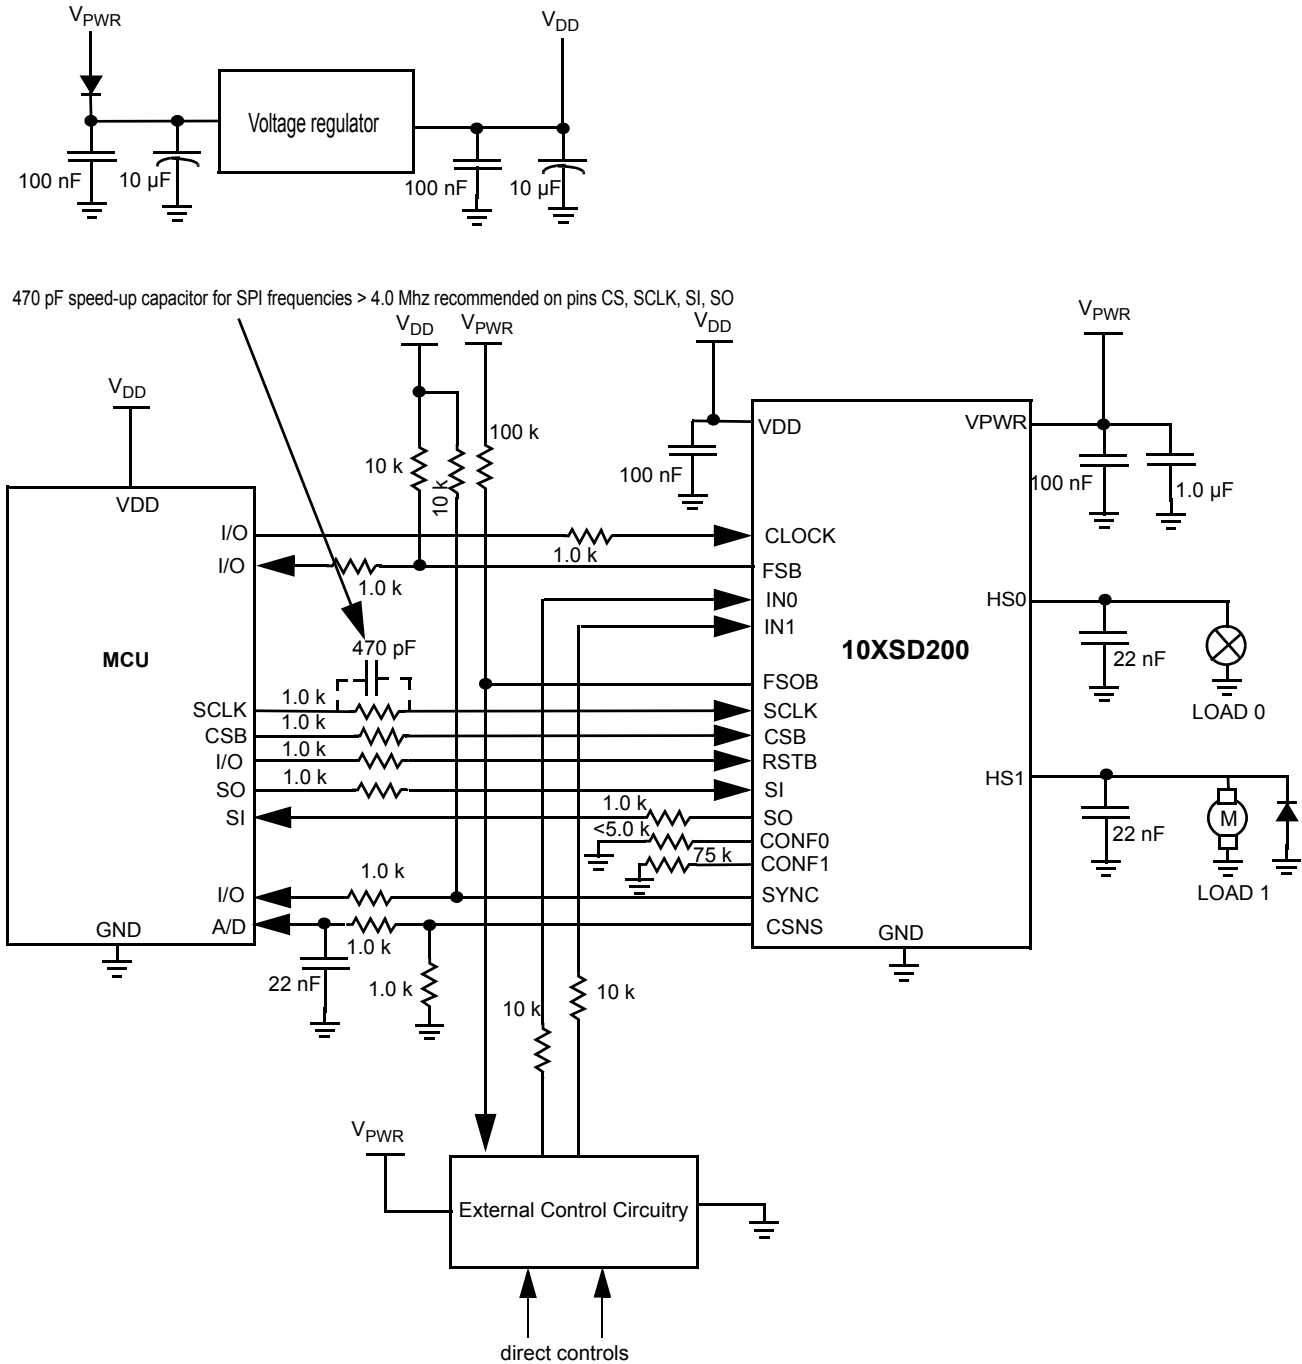 VPWR
VDD
Voltage regulator
100 nF
10 µF
100 nF
10 µF
470 pF speed-up capacitor for SPI frequencies > 4.0 Mhz recommended on pins CS, SCLK, SI, SO
VDD
VPWR
VDD
VPWR
VDD
100 k
10 k
10 k
100 nF
VDD
VPWR
100 nF
1.0 µF
VDD
I/O
1.0 k
CLOCK
I/O
1.0 k
FSB
IN0
HS0
IN1
MCU
470 pF
10XSD200
22 nF
FSOB
LOAD 0
SCLK
1.0 k
SCLK
CSB
1.0 k
CSB
I/O
1.0 k
RSTB
SO
1.0 k
SI
HS1
SI
1.0 k
SO
<5.0 k
CONF0
75 k
CONF1
22 nF
M
LOAD 1
I/O
1.0 k
SYNC
A/D
1.0 k
CSNS
GND
GND
22 nF
1.0 k
10 k
10 k
VPWR
External Control Circuitry
direct controls